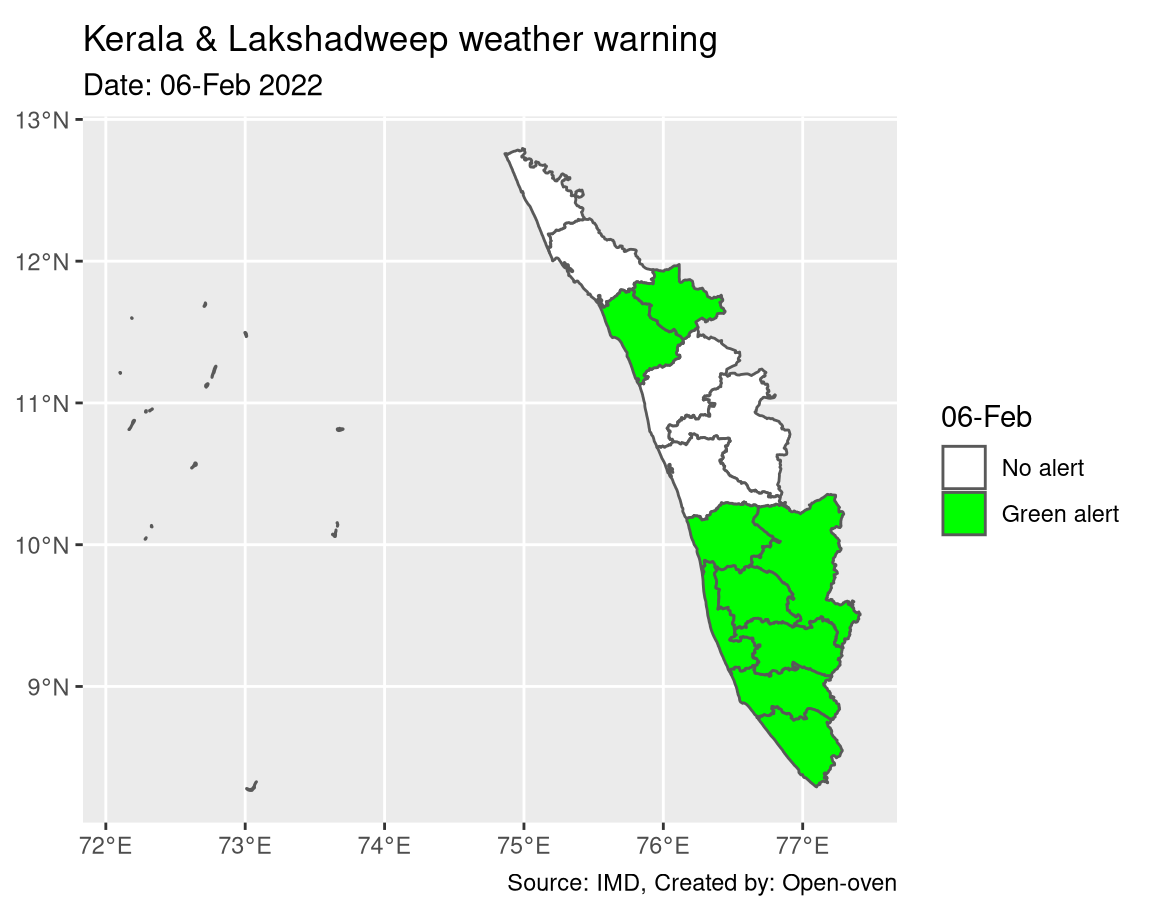 Kerala & Lakshadweep weather warning
Date: 06-Feb 2022
13°N
12°N
11°N
10°N
9°N
72°E
73°E
74°E
75°E
76°E
77°E
06-Feb
No alert
Green alert
Source: IMD, Created by: Open-oven